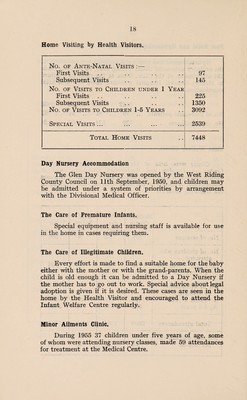 18
Home Visiting by Health Visitors.
No. of Ante-Natal Visits :—
First Visits .. .. .. .. 97
Subsequent Visits .. .. .. 145
No. of Visits to Children under 1 Year
First Visits .. .. .. .. 225
Subsequent Visits .. .. .. 1350
No. of Visits to Children 1-5 Years .. 3092
Special Visits ... .. .. .. 2539
Total Home Visits .. 7448
Day Nursery Accommodation
The Glen Day Nursery was opened by the West Riding
County Council on 11th September, 1950, and children may
be admitted under a system of priorities by arrangement
with the Divisional Medical Officer.
The Care of Premature Infants.
Special equipment and nursing staff is available for use
in the home in cases requiring them.
The Care of Illegitimate Children.
Every effort is made to find a suitable home for the baby
either with the mother or with the grand-parents. When the
child is old enough it can be admitted to a Day Nursery if
the mother has to go out to work. Special advice about legal
adoption is given if it is desired. These cases are seen in the
home by the Health Visitor and encouraged to attend the
Infant Welfare Centre regularly.
Minor Ailments Clinic.
During 1955 37 children under five years of age, some
of whom were attending nursery classes, made 59 attendances
for treatment at the Medical Centre.